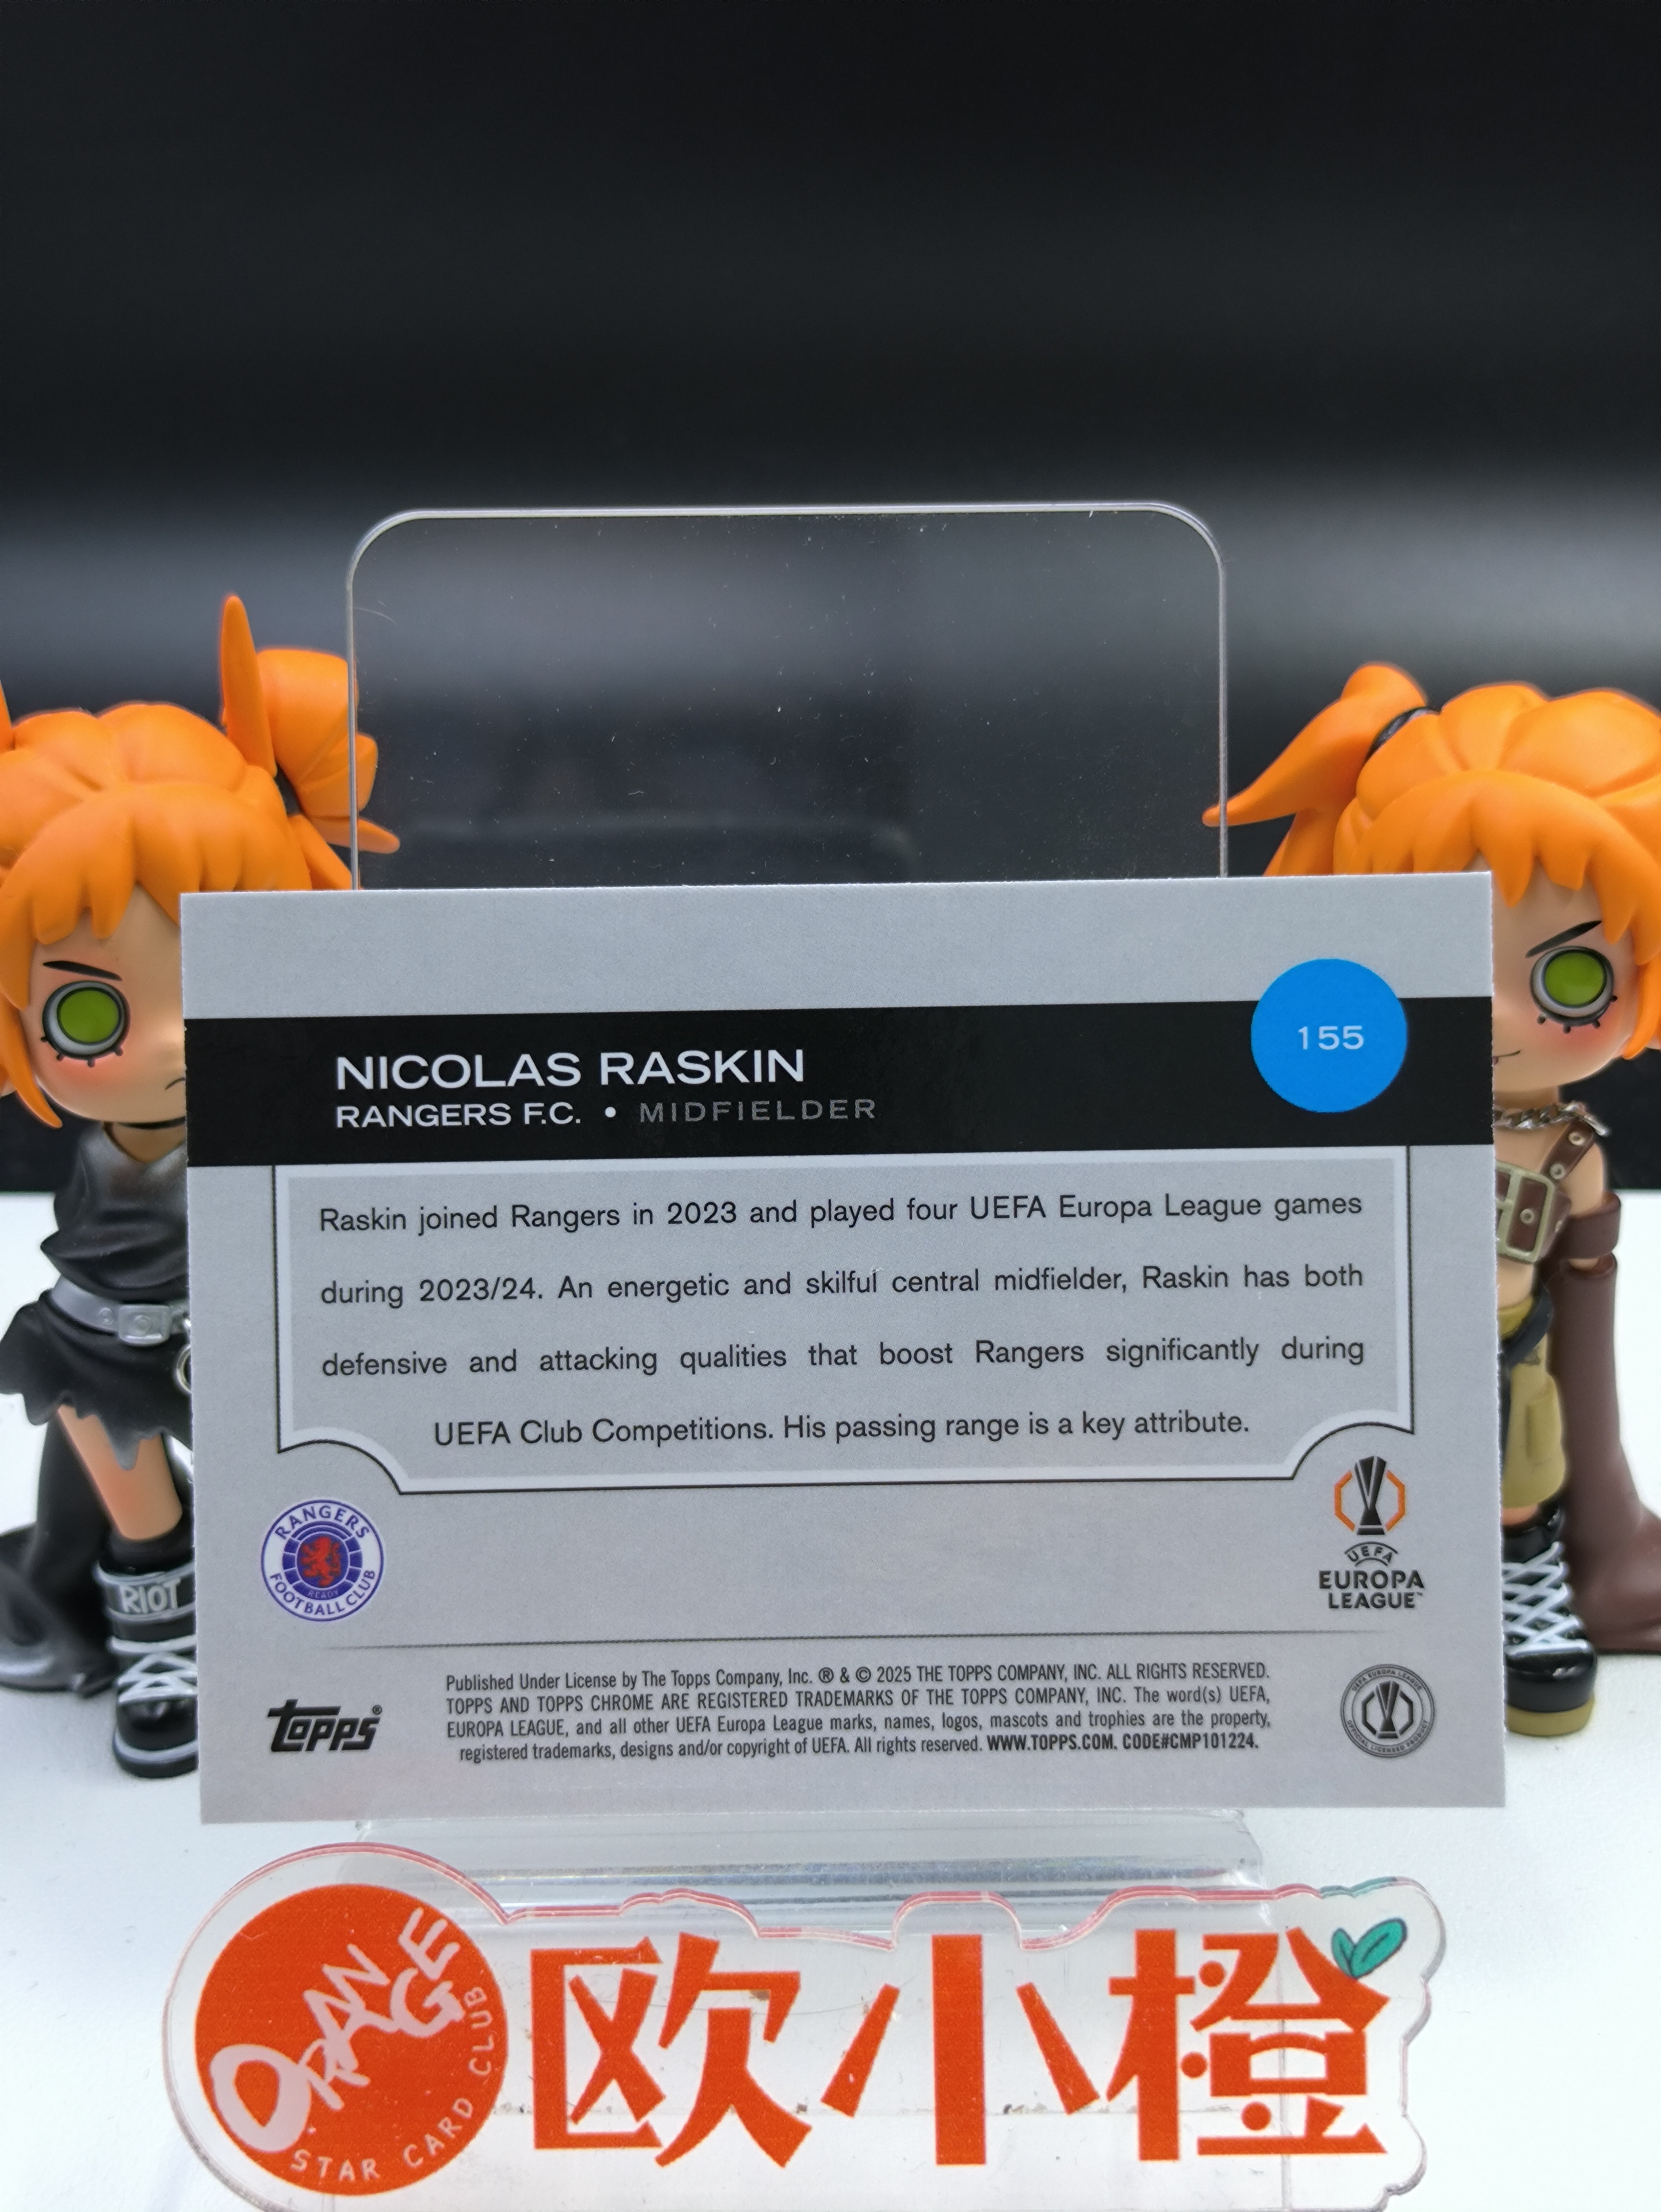 155
NICOLAS RASKIN
RANGERS F.C. • MIDFIELDER
Raskin joined Rangers in 2023 and played four UEFA Europa League games
during 2023/24. An energetic and skilful central midfielder, Raskin has both
defensive and attacking qualities that boost Rangers significantly during
UEFA Club Competitions. His passing range is a key attribute.
RANGERS
READY
FOOTBALL CLUB
UEFA
EUROPA
LEAGUE™
RIOT
Published Under License by The Topps Company, Inc. ® & © 2025 THE TOPPS COMPANY, INC. ALL RIGHTS RESERVED.
TOPPS AND TOPPS CHROME ARE REGISTERED TRADEMARKS OF THE TOPPS COMPANY, INC. The word(s) UEFA,
EUROPA LEAGUE, and all other UEFA Europa League marks, names, logos, mascots and trophies are the property,
registered trademarks, designs and/or copyright of UEFA. All rights reserved. WWW.TOPPS.COM. CODE#CMP101224.
topps®
UEFA EUROPA LEAGUE
OFFICIAL LICENSED PRODUCT
ORANGE
STAR CARD CLUB
欧小橙